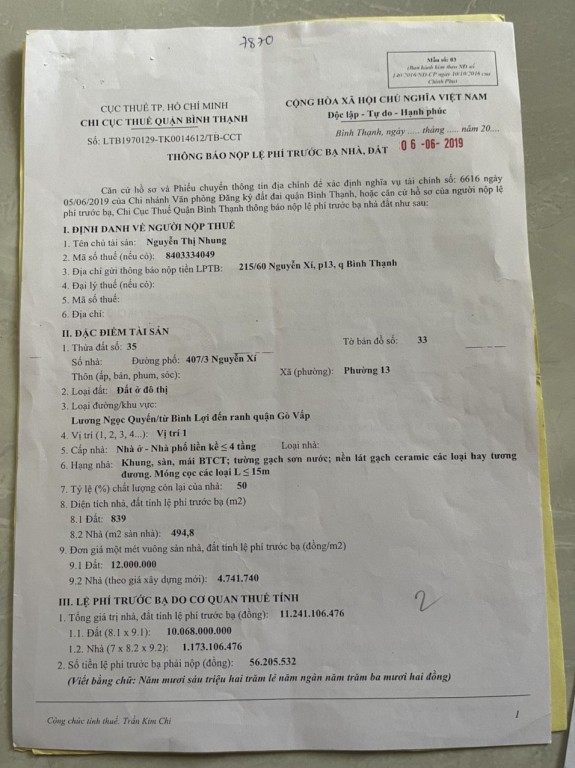 7870
Mẫu số: 03
(Ban hành kèm theo NĐ số
140/2016/NĐ-CP ngày 10/10/2016 của
Chính Phủ)
CỤC THUẾ TP. HỒ CHÍ MINH
CHI CỤC THUẾ QUẬN BÌNH THẠNH
Số: LTB1970129-TK0014612/TB-CCT
CỘNG HÒA XÃ HỘI CHỦ NGHĨA VIỆT NAM
Độc lập - Tự do - Hạnh phúc
Bình Thạnh, ngày ..... tháng ..... năm 20....
06-06-2019
THÔNG BÁO NỘP LỆ PHÍ TRƯỚC BẠ NHÀ, ĐẤT
Căn cứ hồ sơ và Phiếu chuyển thông tin địa chính để xác định nghĩa vụ tài chính số: 6616 ngày
05/06/2019 của Chi nhánh Văn phòng Đăng ký đất đai quận Bình Thạnh, hoặc căn cứ hồ sơ của người nộp lệ
phí trước bạ, Chi Cục Thuế Quận Bình Thạnh thông báo nộp lệ phí trước bạ nhà đất như sau:
I. ĐỊNH DANH VỀ NGƯỜI NỘP THUẾ
1. Tên chủ tài sản: Nguyễn Thị Nhung
2. Mã số thuế (nếu có): 8403334049
3. Địa chỉ gửi thông báo nộp tiền LPTB: 215/60 Nguyễn Xí, p13, q Bình Thạnh
4. Đại lý thuế (nếu có):
5. Mã số thuế:
6. Địa chỉ:
II. ĐẶC ĐIỂM TÀI SẢN
1. Thửa đất số: 35 Tờ bản đồ số: 33
Số nhà: Đường phố: 407/3 Nguyễn Xí
Thôn (ấp, bản, phum, sóc): Xã (phường): Phường 13
2. Loại đất: Đất ở đô thị
3. Loại đường/khu vực:
Lương Ngọc Quyến/từ Bình Lợi đến ranh quận Gò Vấp
4. Vị trí (1, 2, 3, 4...): Vị trí 1
5. Cấp nhà: Nhà ở - Nhà phố liền kề ≤ 4 tầng Loại nhà:
6. Hạng nhà: Khung, sàn, mái BTCT; tường gạch sơn nước; nền lát gạch ceramic các loại hay tương
đương. Móng cọc các loại L ≤ 15m
7. Tỷ lệ (%) chất lượng còn lại của nhà: 50
8. Diện tích nhà, đất tính lệ phí trước bạ (m2)
8.1 Đất: 839
8.2 Nhà (m2 sàn nhà): 494,8
9. Đơn giá một mét vuông sàn nhà, đất tính lệ phí trước bạ (đồng/m2)
9.1 Đất: 12.000.000
9.2 Nhà (theo giá xây dựng mới): 4.741.740
III. LỆ PHÍ TRƯỚC BẠ DO CƠ QUAN THUẾ TÍNH
1. Tổng giá trị nhà, đất tính lệ phí trước bạ (đồng): 11.241.106.476
1.1. Đất (8.1 x 9.1): 10.068.000.000
1.2. Nhà (7 x 8.2 x 9.2): 1.173.106.476
2. Số tiền lệ phí trước bạ phải nộp (đồng): 56.205.532
(Viết bằng chữ: Năm mươi sáu triệu hai trăm lẻ năm ngàn năm trăm ba mươi hai đồng)
2
Công chức tính thuế: Trần Kim Chi
1